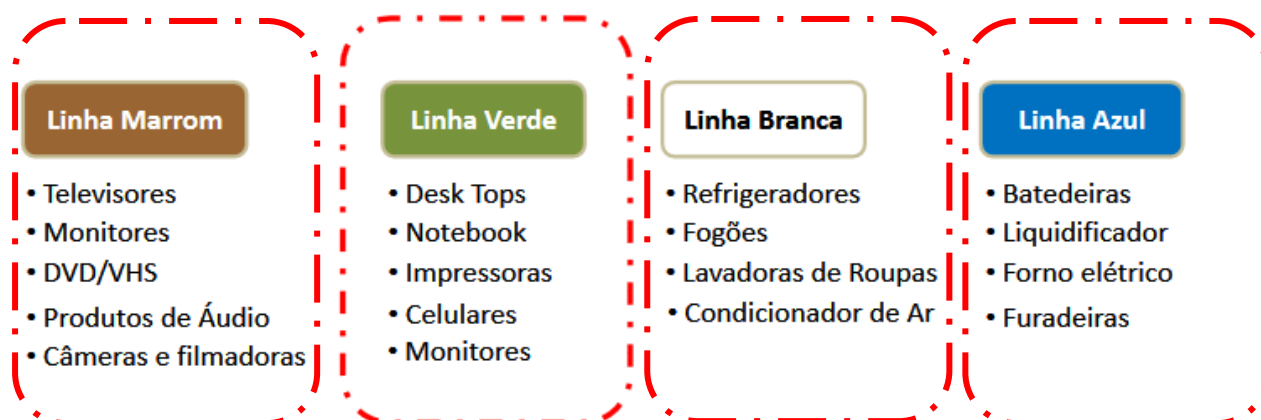 Linha Marrom
• Televisores
• Monitores
• DVD/VHS
• Produtos de Áudio
• Câmeras e filmadoras
Linha Verde
• Desk Tops
• Notebook
• Impressoras
• Celulares
• Monitores
Linha Branca
• Refrigeradores
• Fogões
• Lavadoras de Roupas
• Condicionador de Ar
Linha Azul
• Batedeiras
• Liquidificador
• Forno elétrico
• Furadeiras